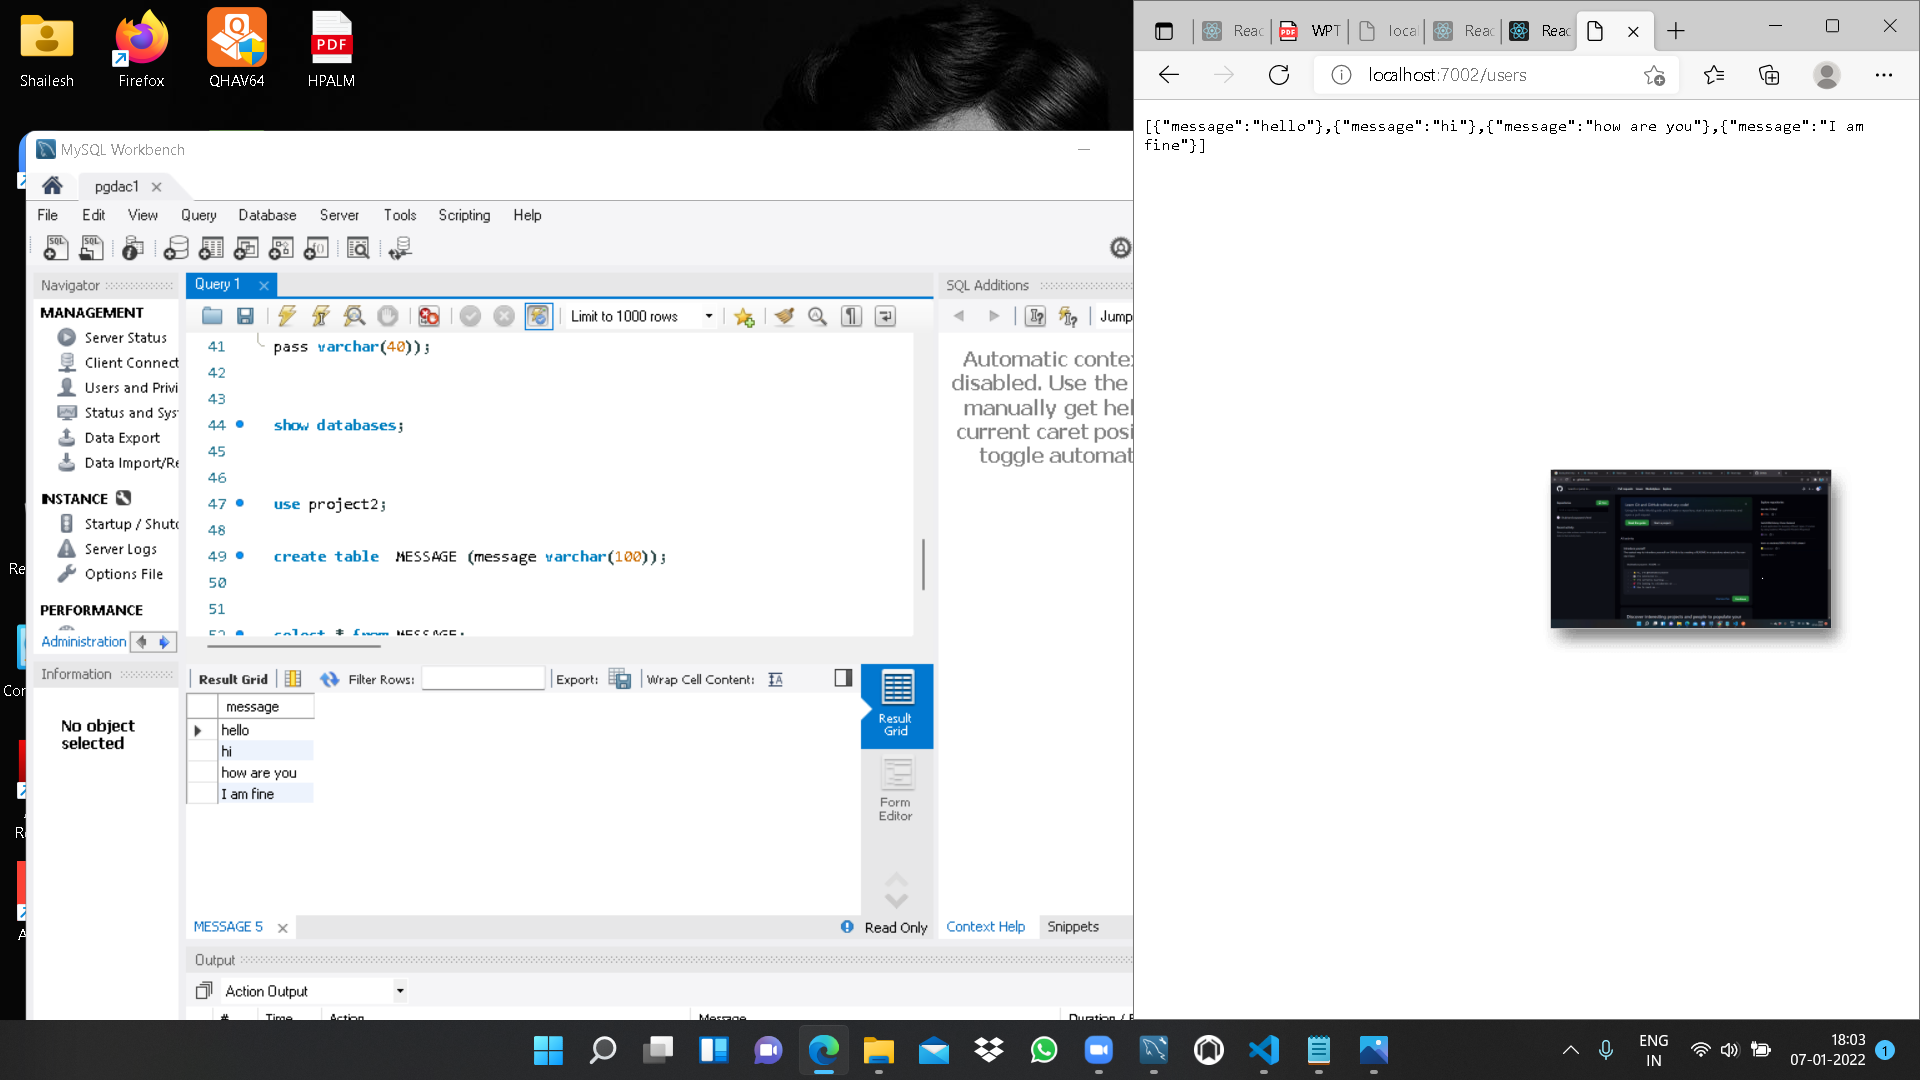 Shailesh
Firefox
QHAV64
HPALM
MySQL Workbench
pgdac1
File Edit View Query Database Server Tools Scripting Help
Navigator
MANAGEMENT
Server Status
Client Connect
Users and Privi
Status and Sys
Data Export
Data Import/Re
INSTANCE
Startup / Shutd
Server Logs
Options File
PERFORMANCE
Administration
Information
No object
selected
Query 1
Limit to 1000 rows
41 pass varchar(40));
42
43
44 show databases;
45
46
47 use project2;
48
49 create table MESSAGE (message varchar(100));
50
51
52 select * from MESSAGE;
Result Grid Filter Rows: Export: Wrap Cell Content:
message
hello
hi
how are you
I am fine
Result
Grid
Form
Editor
MESSAGE 5
Read Only
Output
Action Output
# Time Action Message Duration / F
SQL Additions
Jump
Automatic contex
disabled. Use the
manually get hel
current caret posi
toggle automat
Context Help Snippets
Reac WPT loca Reac Reac
localhost:7002/users
[{"message":"hello"},{"message":"hi"},{"message":"how are you"},{"message":"I am
fine"}]
ENG
IN
18:03
07-01-2022
1